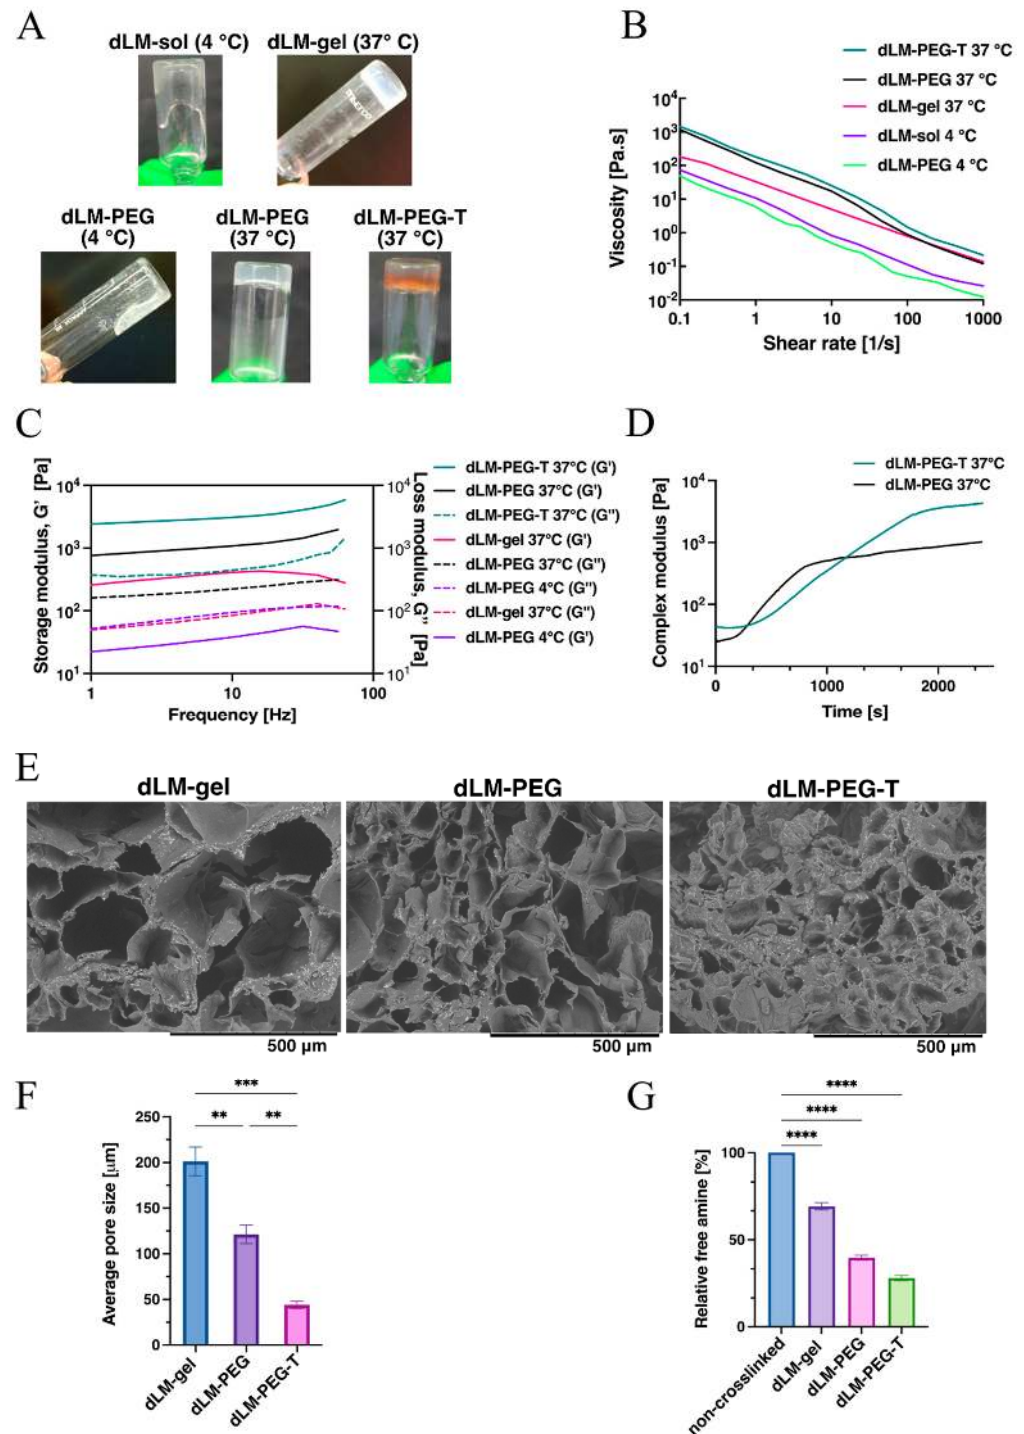 A
dLM-sol (4 °C)
dLM-gel (37° C)
dLM-PEG
(4 °C)
dLM-PEG
(37 °C)
dLM-PEG-T
(37 °C)
B
dLM-PEG-T 37 °C
dLM-PEG 37 °C
dLM-gel 37 °C
dLM-sol 4 °C
dLM-PEG 4 °C
Viscosity [Pa.s]
10⁴
10³
10²
10¹
10⁰
10⁻¹
10⁻²
0.1
1
10
100
1000
Shear rate [1/s]
C
Storage modulus, G' [Pa]
10⁴
10³
10²
10¹
1
10
100
Frequency [Hz]
10⁴
10³
10²
10¹
Loss modulus, G'' [Pa]
dLM-PEG-T 37°C (G')
dLM-PEG 37°C (G')
dLM-PEG-T 37°C (G'')
dLM-gel 37°C (G')
dLM-PEG 37°C (G'')
dLM-PEG 4°C (G'')
dLM-gel 37°C (G'')
dLM-PEG 4°C (G')
D
dLM-PEG-T 37°C
dLM-PEG 37°C
Complex modulus [Pa]
10⁴
10³
10²
10¹
0
1000
2000
Time [s]
E
dLM-gel
dLM-PEG
dLM-PEG-T
500 µm
500 µm
500 µm
F
***
**
**
Average pore size [µm]
250
200
150
100
50
0
dLM-gel
dLM-PEG
dLM-PEG-T
G
****
****
****
Relative free amine [%]
100
50
0
non-crosslinked
dLM-gel
dLM-PEG
dLM-PEG-T